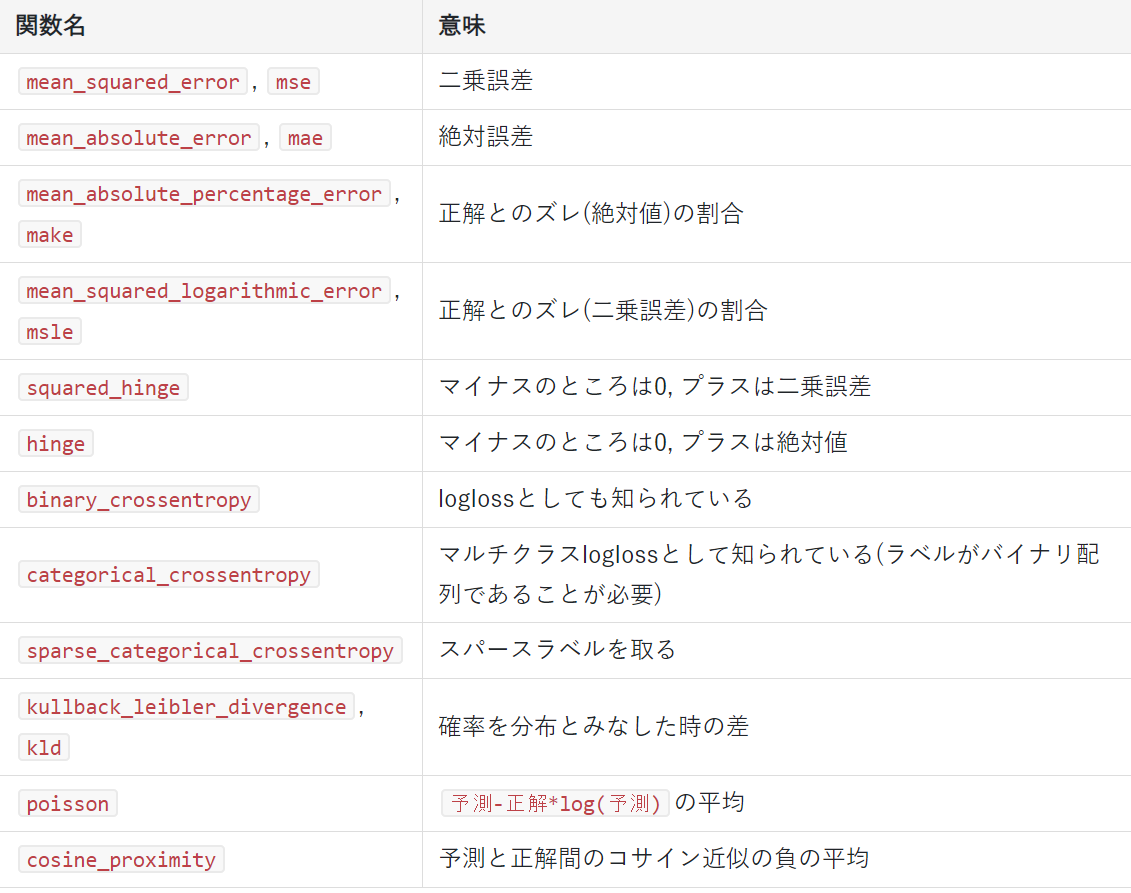 関数名 意味
mean_squared_error, mse 二乗誤差
mean_absolute_error, mae 絶対誤差
mean_absolute_percentage_error,
make
正解とのズレ(絶対値)の割合
mean_squared_logarithmic_error,
msle
正解とのズレ(二乗誤差)の割合
squared_hinge マイナスのところは0, プラスは二乗誤差
hinge マイナスのところは0, プラスは絶対値
binary_crossentropy loglossとしても知られている
categorical_crossentropy
マルチクラスloglossとして知られている(ラベルがバイナリ配
列であることが必要)
sparse_categorical_crossentropy スパースラベルを取る
kullback_leibler_divergence,
kld
確率を分布とみなした時の差
poisson 予測-正解*log(予測) の平均
cosine_proximity 予測と正解間のコサイン近似の負の平均